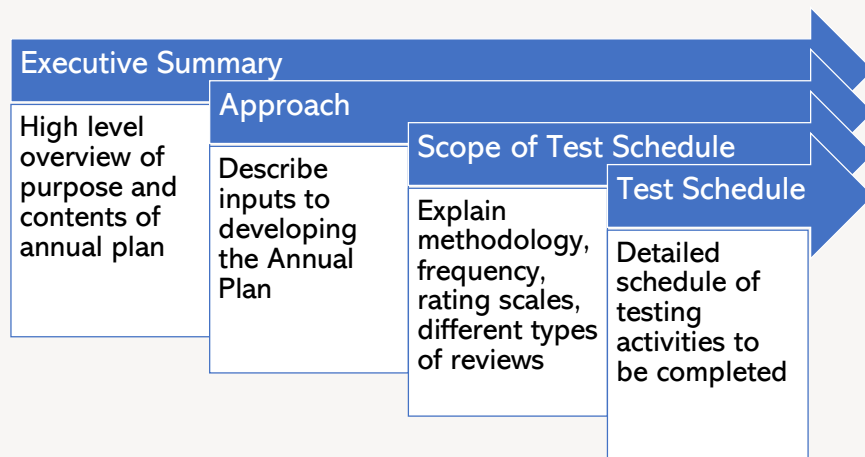 Executive Summary
High level
overview of
purpose and
contents of
annual plan
Approach
Describe
inputs to
developing
the Annual
Plan
Scope of Test Schedule
Explain
methodology,
frequency,
rating scales,
different types
of reviews
Test Schedule
Detailed
schedule of
testing
activities to
be completed